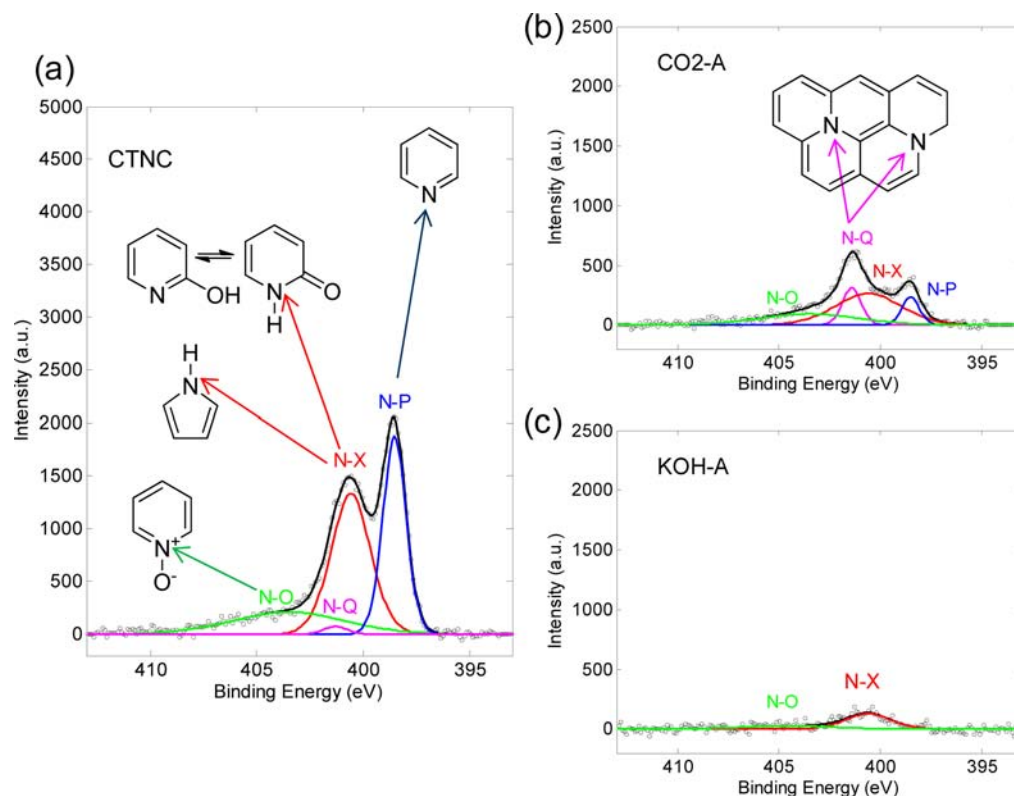 (a)
5000
4500
4000
3500
3000
2500
2000
1500
1000
500
0
Intensity (a.u.)
CTNC
N
N
OH
N
H
O
H
N
N+
O-
N-O
N-X
N-Q
N-P
410
405
400
395
Binding Energy (eV)
(b)
2500
2000
1500
1000
500
0
Intensity (a.u.)
CO2-A
N
N
N-Q
N-X
N-O
N-P
410
405
400
395
Binding Energy (eV)
(c)
2500
2000
1500
1000
500
0
Intensity (a.u.)
KOH-A
N-X
N-O
410
405
400
395
Binding Energy (eV)